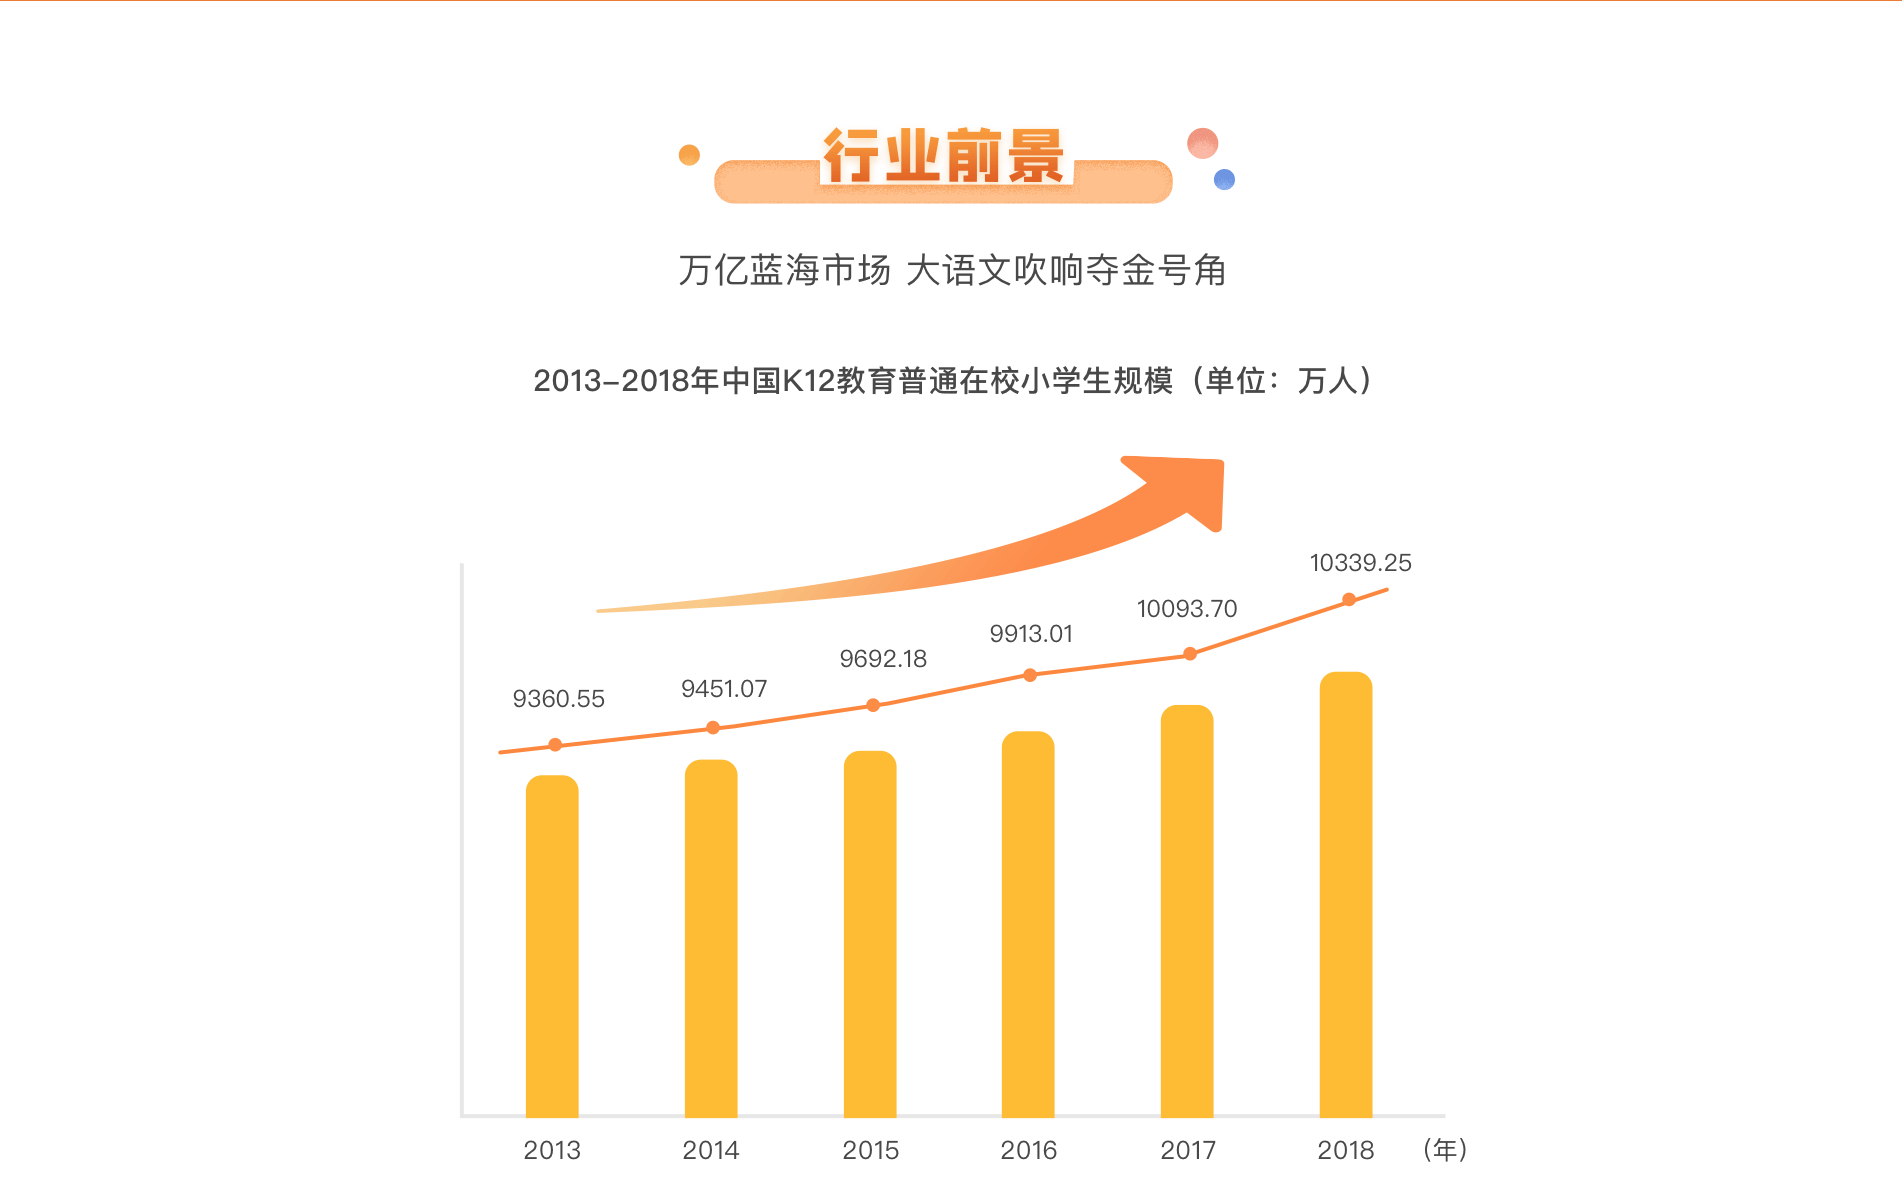 行业前景
万亿蓝海市场 大语文吹响夺金号角
2013-2018年中国K12教育普通在校小学生规模（单位：万人）
10339.25
10093.70
9913.01
9692.18
9451.07
9360.55
2013 2014 2015 2016 2017 2018 （年）